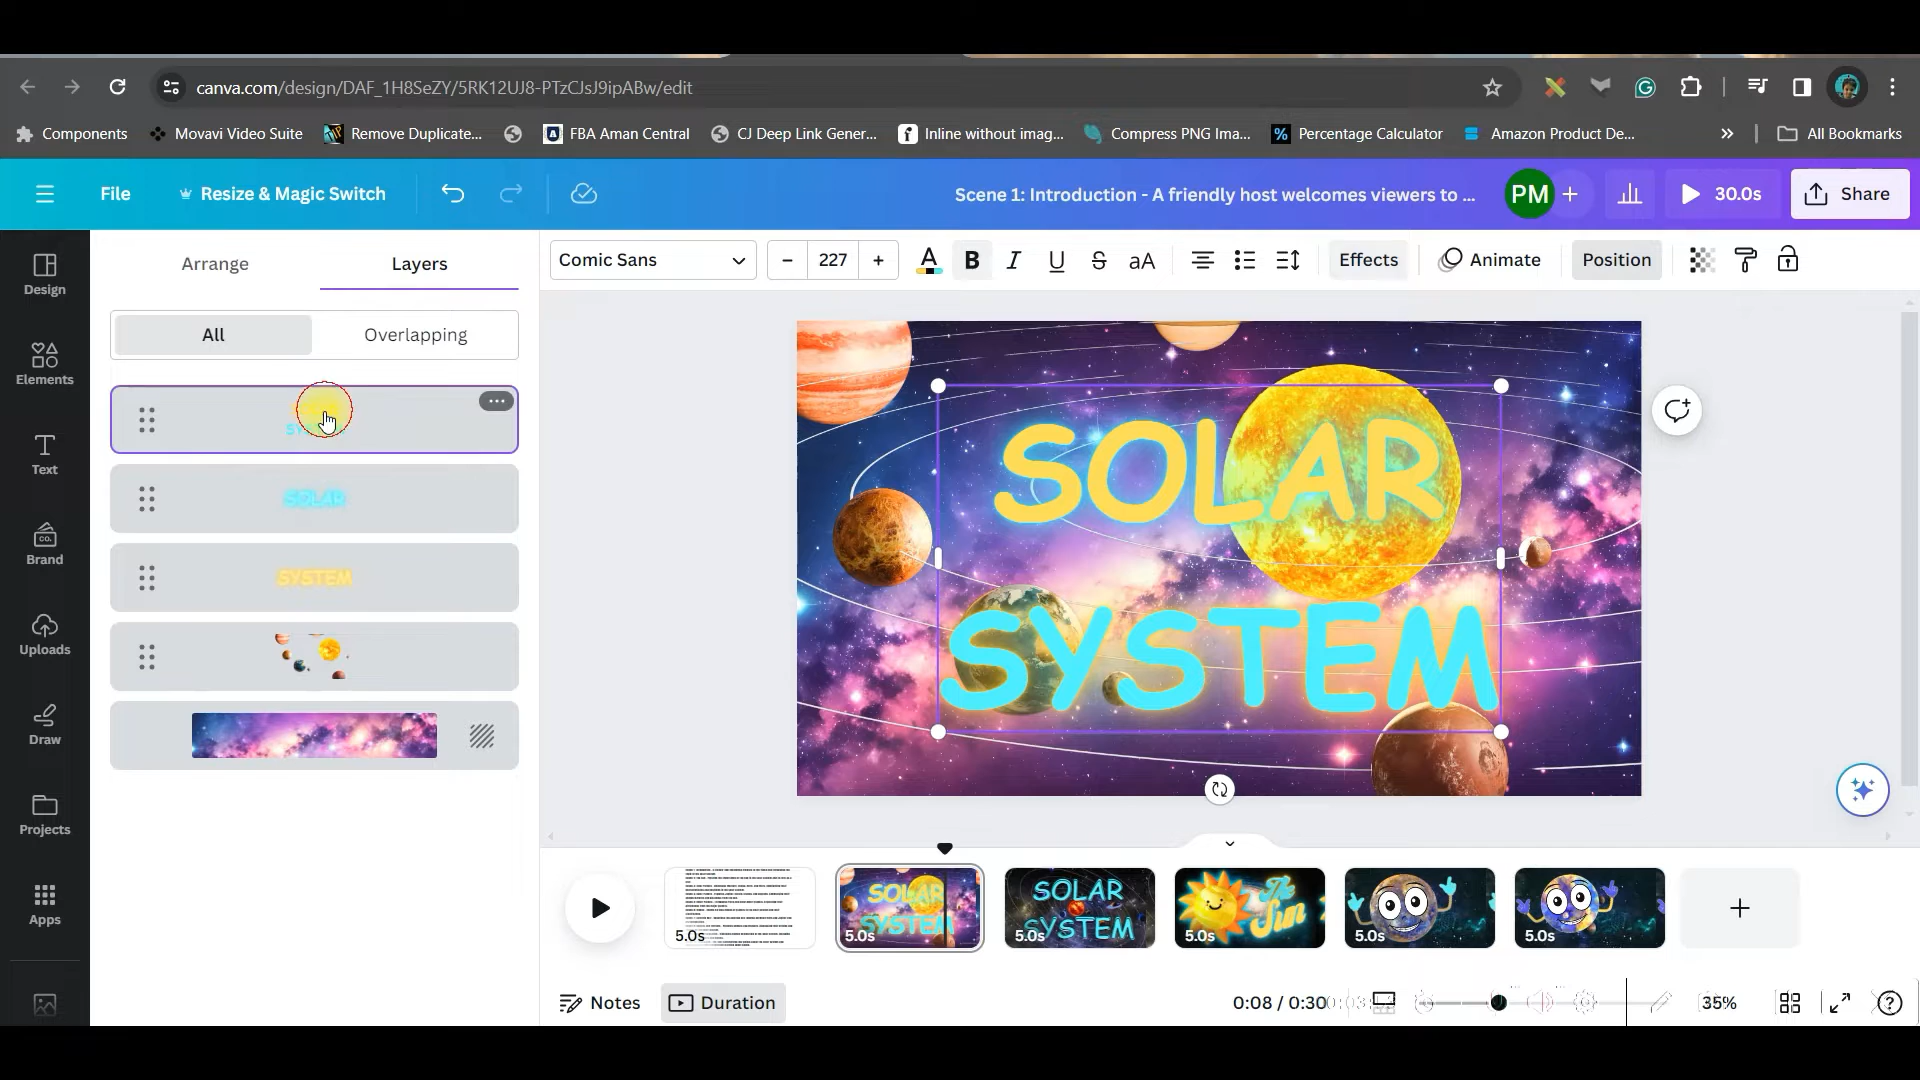 canva.com/design/DAF_1H8SeZY/5RK12UJ8-PTzCJsJ9ipABw/edit
Components
Movavi Video Suite
Remove Duplicate...
FBA Aman Central
CJ Deep Link Gener...
Inline without imag...
Compress PNG Ima...
Percentage Calculator
Amazon Product De...
All Bookmarks
File
Resize & Magic Switch
Scene 1: Introduction - A friendly host welcomes viewers to ...
PM
30.0s
Share
Design
Elements
Text
Brand
Uploads
Draw
Projects
Apps
Arrange
Layers
All
Overlapping
SYSTEM
SOLAR
SYSTEM
Comic Sans
227
A
B
I
U
S
aA
Effects
Animate
Position
SOLAR
SYSTEM
5.0s
SOLAR
SYSTEM
5.0s
SOLAR
SYSTEM
5.0s
The
Sun
5.0s
5.0s
5.0s
Notes
Duration
0:08 / 0:30
35%